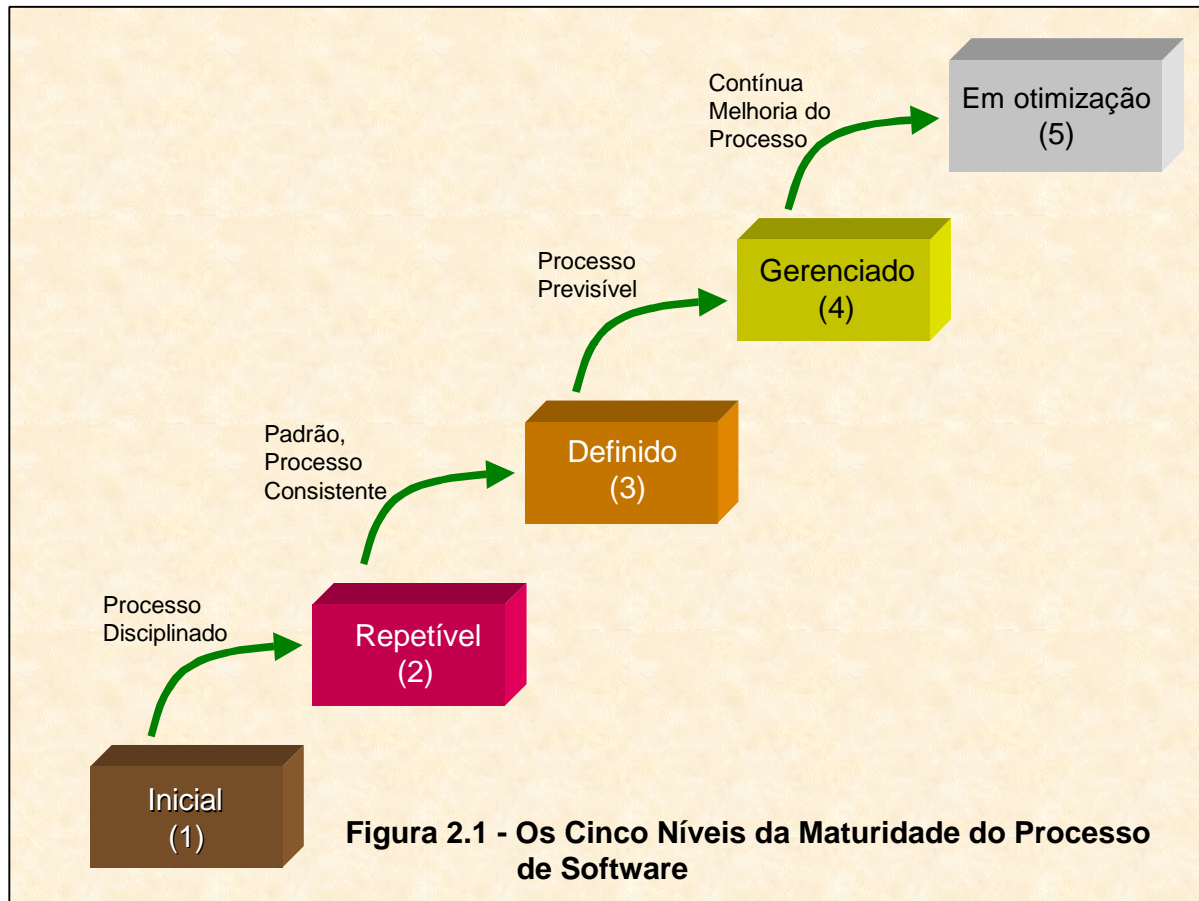 Contínua
Melhoria do
Processo
Em otimização
(5)
Processo
Previsível
Gerenciado
(4)
Padrão,
Processo
Consistente
Definido
(3)
Processo
Disciplinado
Repetível
(2)
Inicial
(1)
Figura 2.1 - Os Cinco Níveis da Maturidade do Processo
de Software